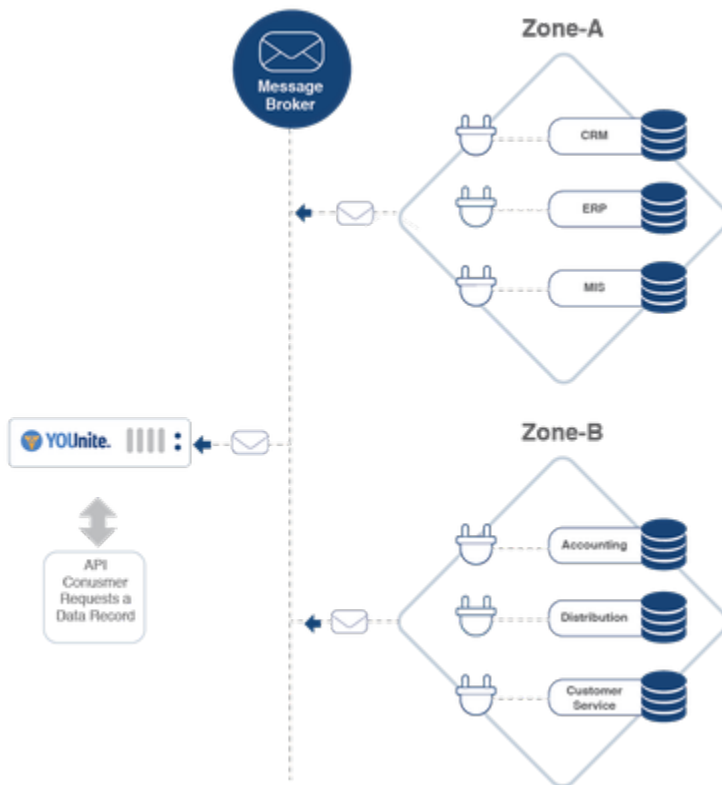 Zone-A
Message
Broker
CRM
ERP
MIS
YOUnite.
Zone-B
API
Conusmer
Requests a
Data Record
Accounting
Distribution
Customer
Service